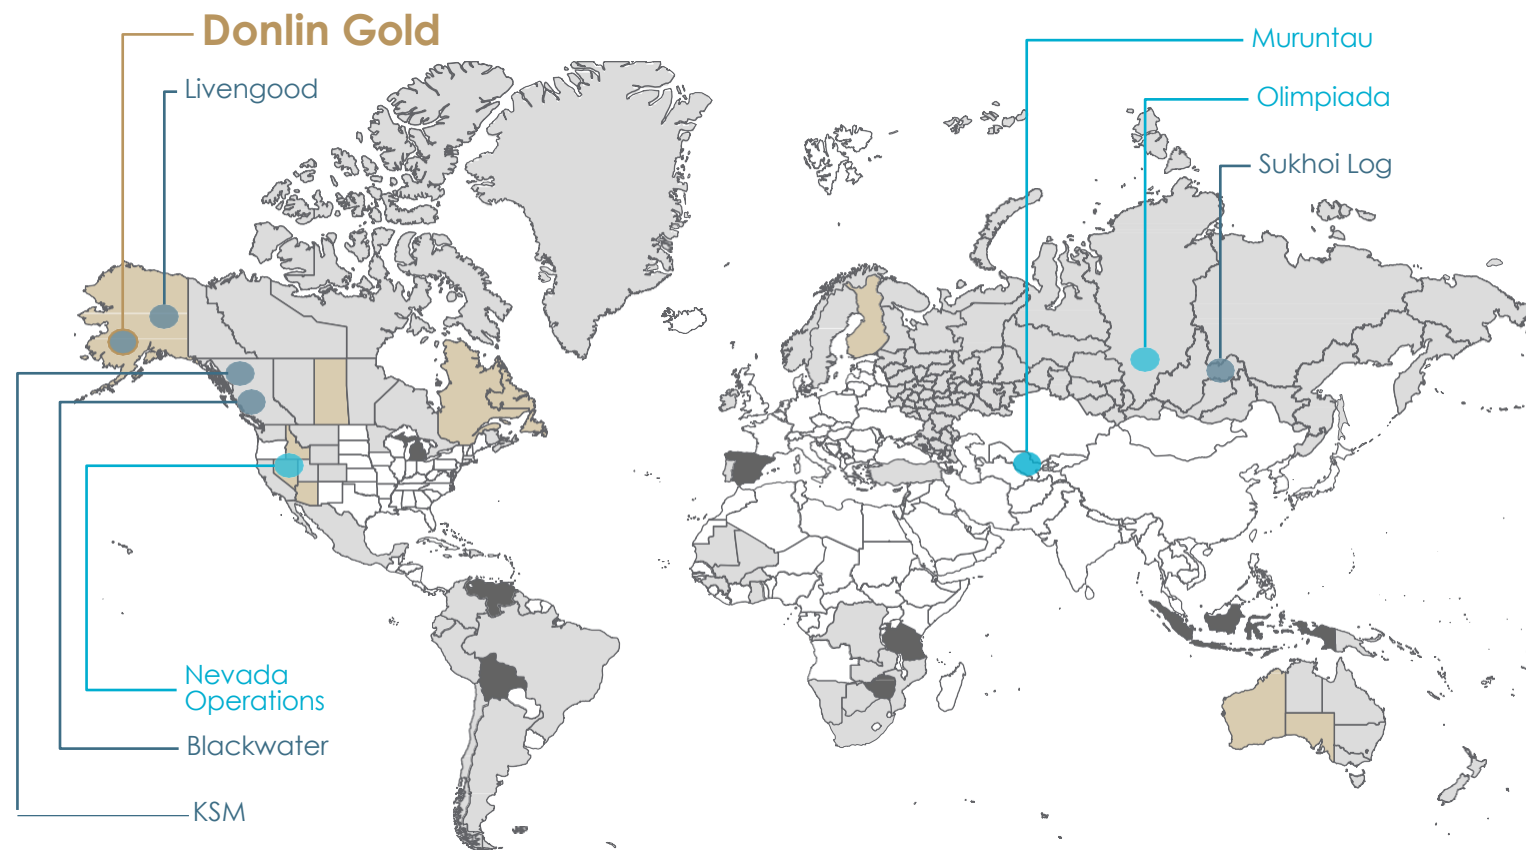 Donlin Gold
Livengood
Muruntau
Olimpiada
Sukhoi Log
Nevada
Operations
Blackwater
KSM